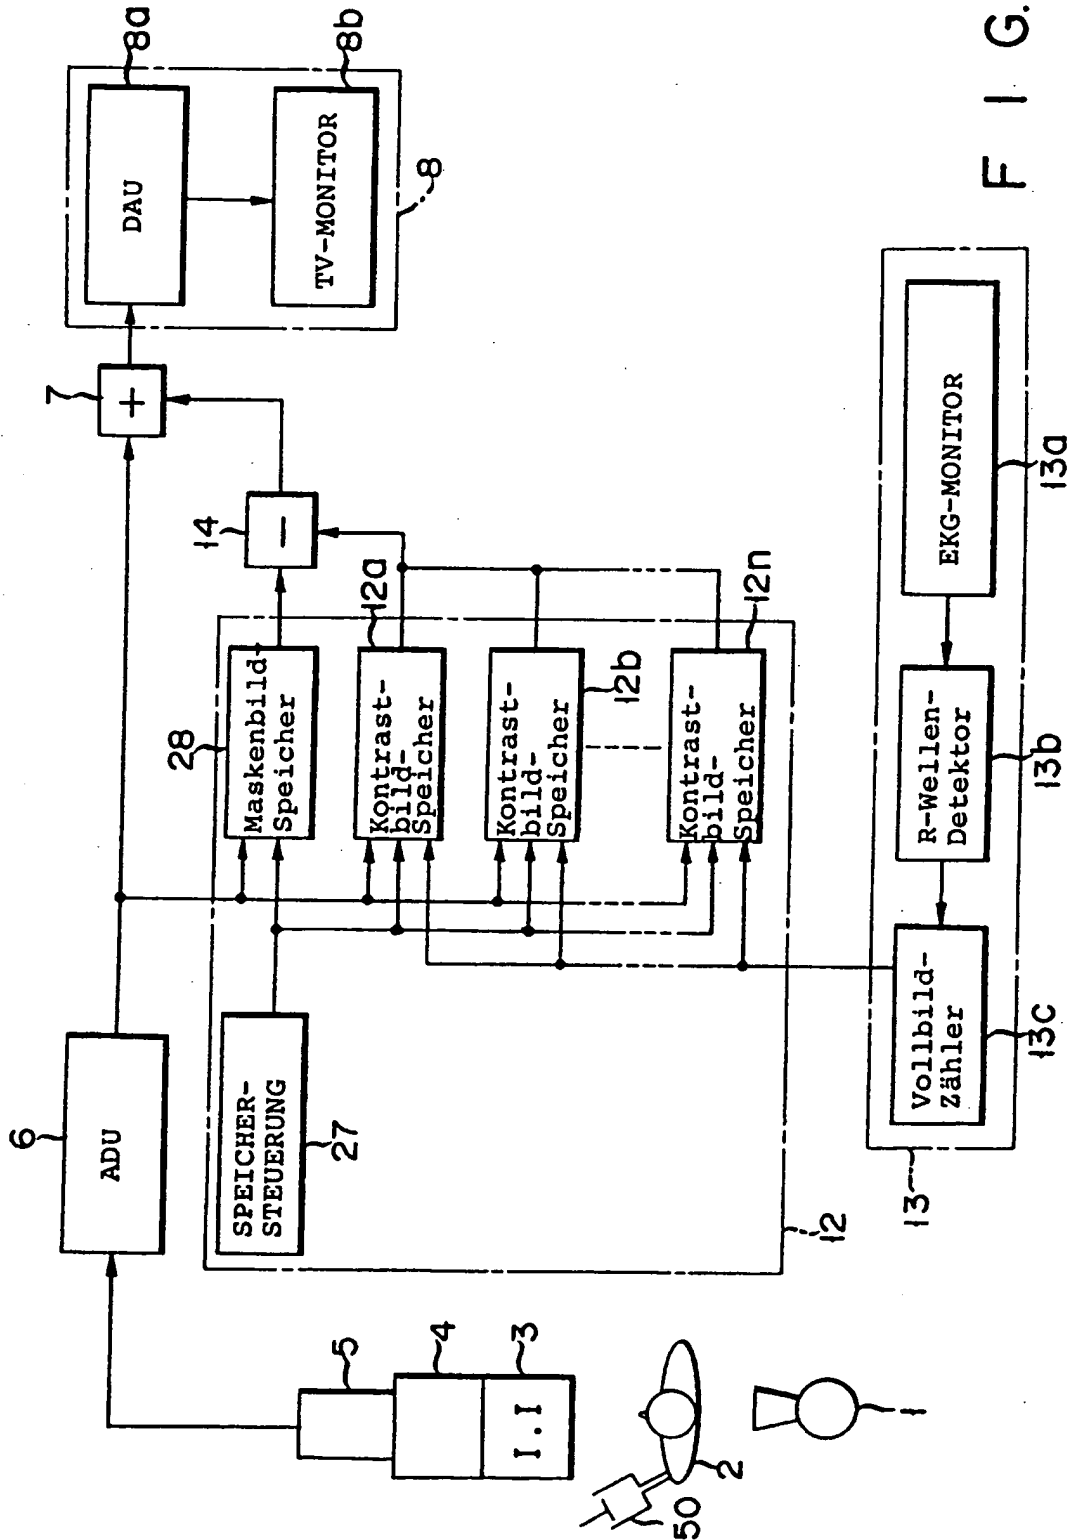 8a
DAU
8b
TV-MONITOR
8
7
+
14
−
6
ADU
28
Maskenbild-
Speicher
12a
Kontrast-
bild-
Speicher
12b
Kontrast-
bild-
Speicher
12n
Kontrast-
bild-
Speicher
SPEICHER-
STEUERUNG
27
12
5
4
3
I.I
2
50
1
13
Vollbild-
Zähler
13c
R-Wellen-
Detektor
13b
EKG-MONITOR
13a
F I G.